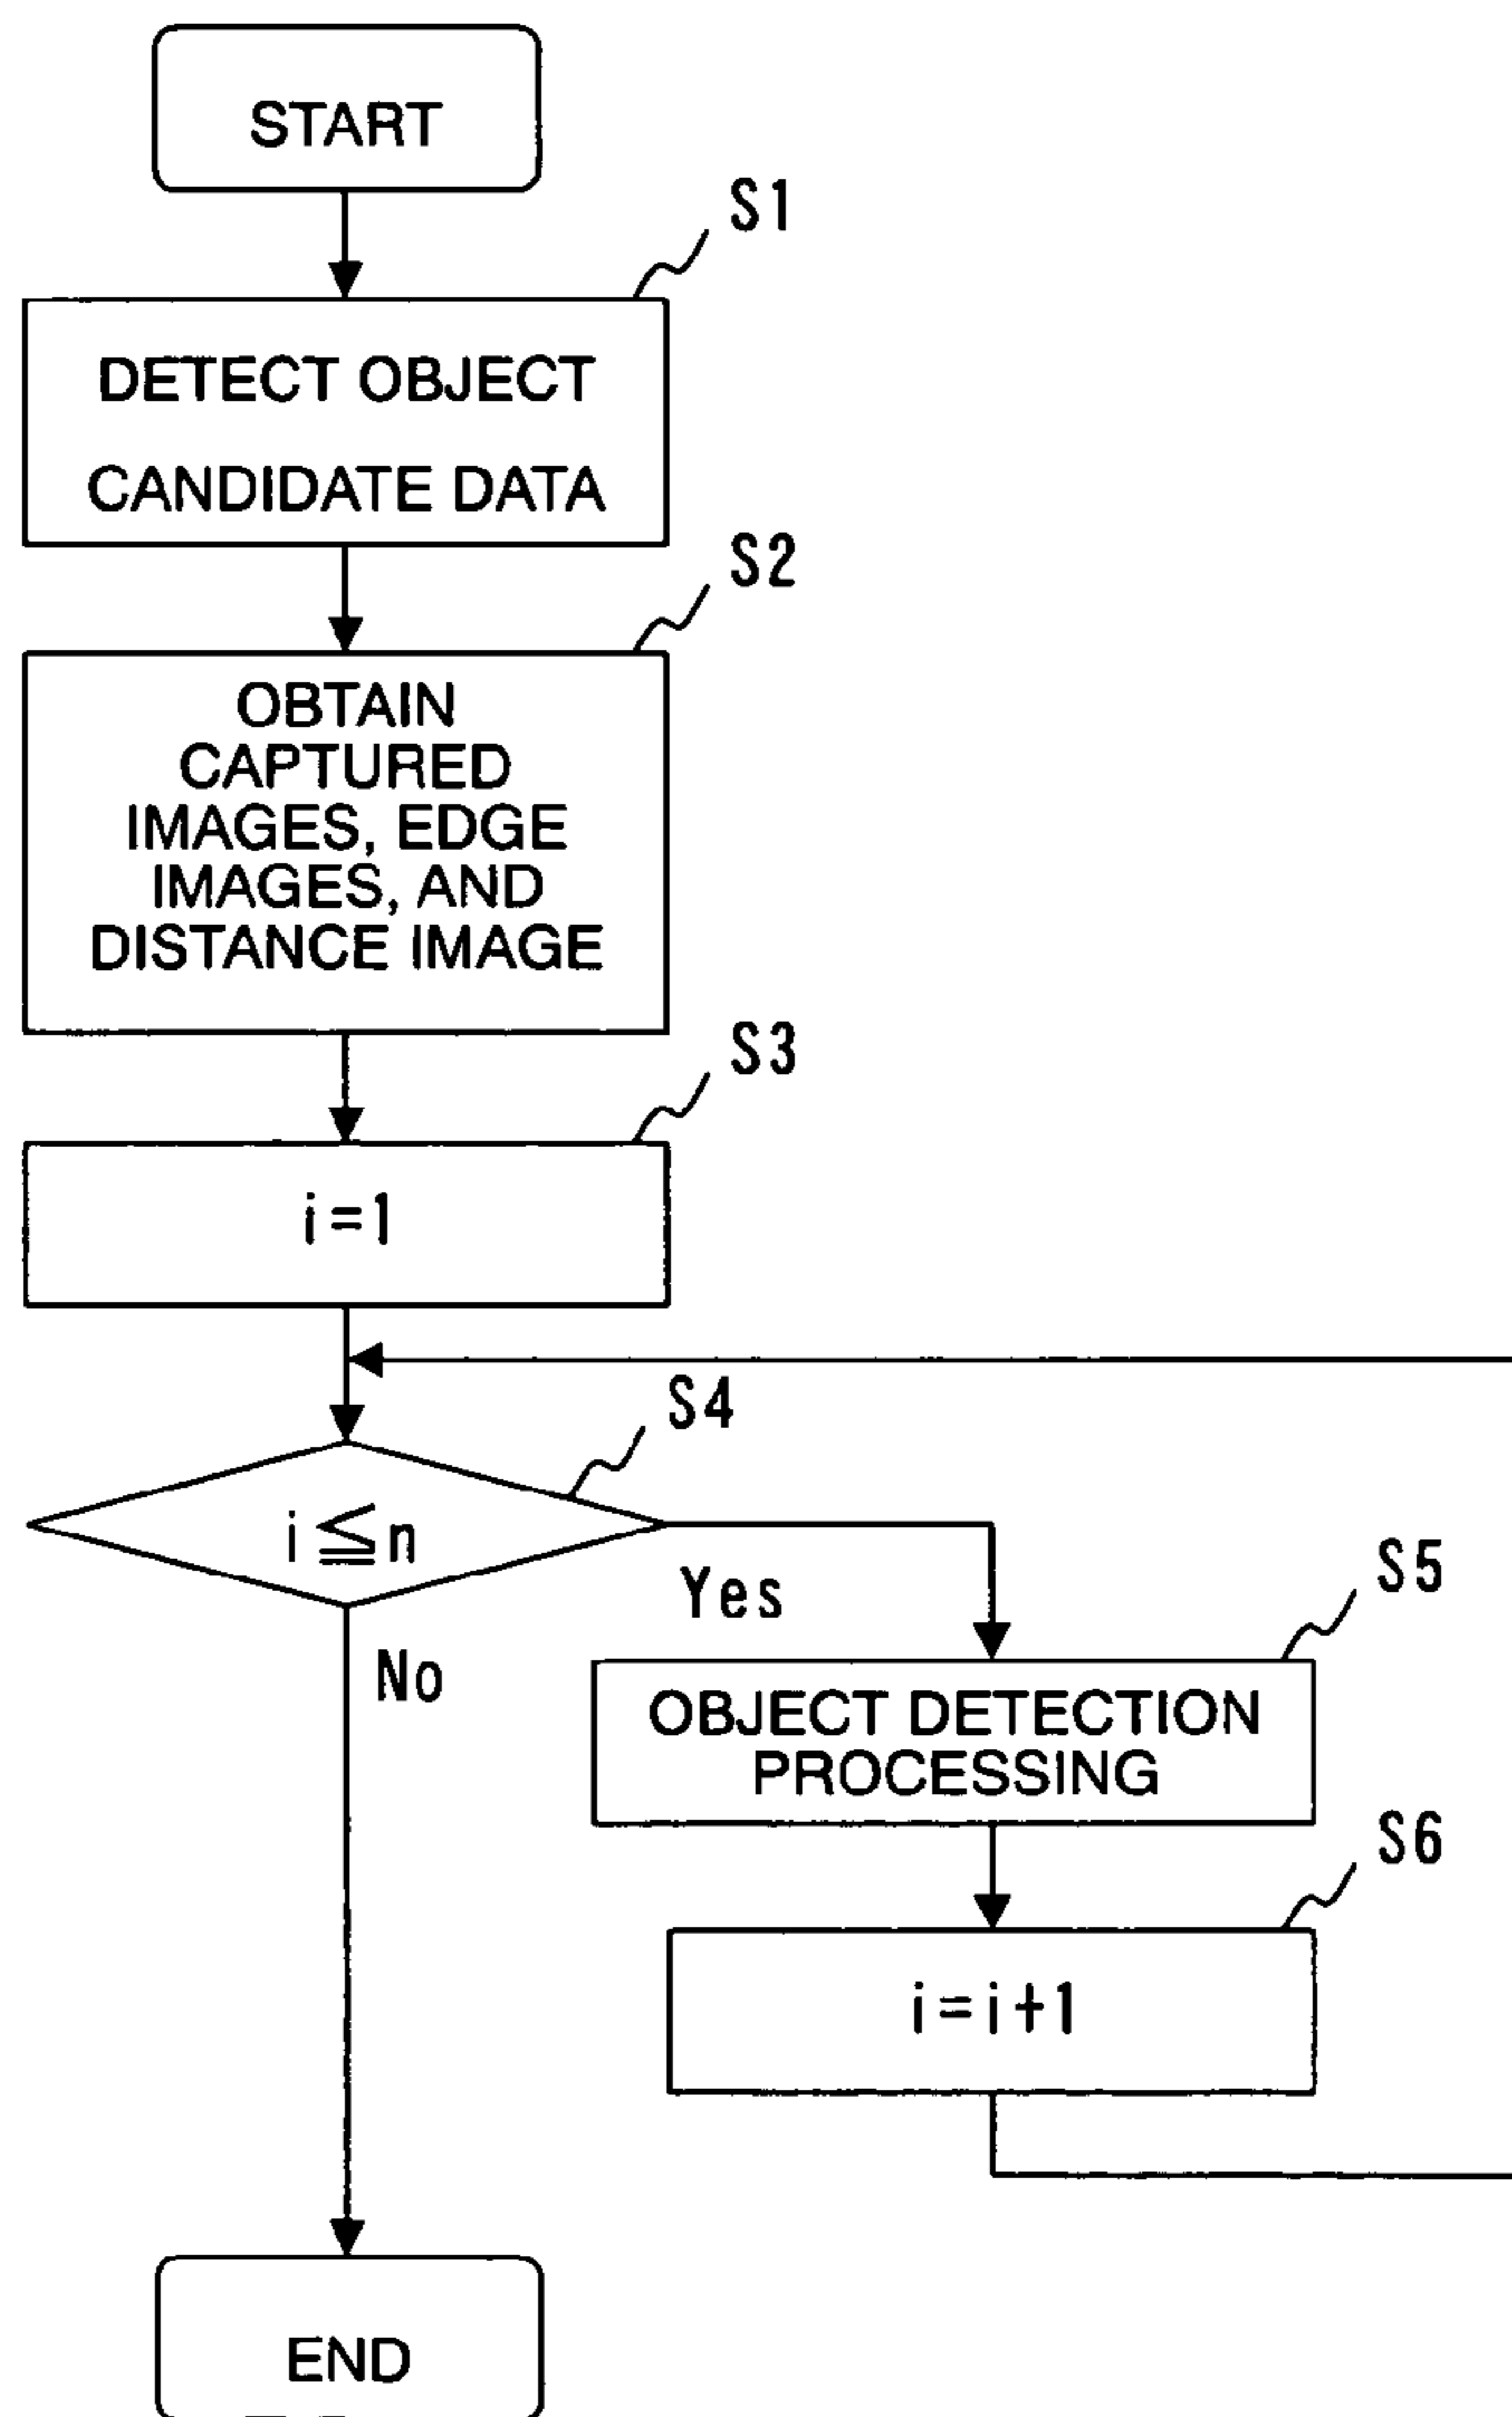 START
S1
DETECT OBJECT
CANDIDATE DATA
S2
OBTAIN
CAPTURED
IMAGES, EDGE
IMAGES, AND
DISTANCE IMAGE
S3
i=1
S4
i≦n
Yes
No
S5
OBJECT DETECTION
PROCESSING
S6
i=i+1
END